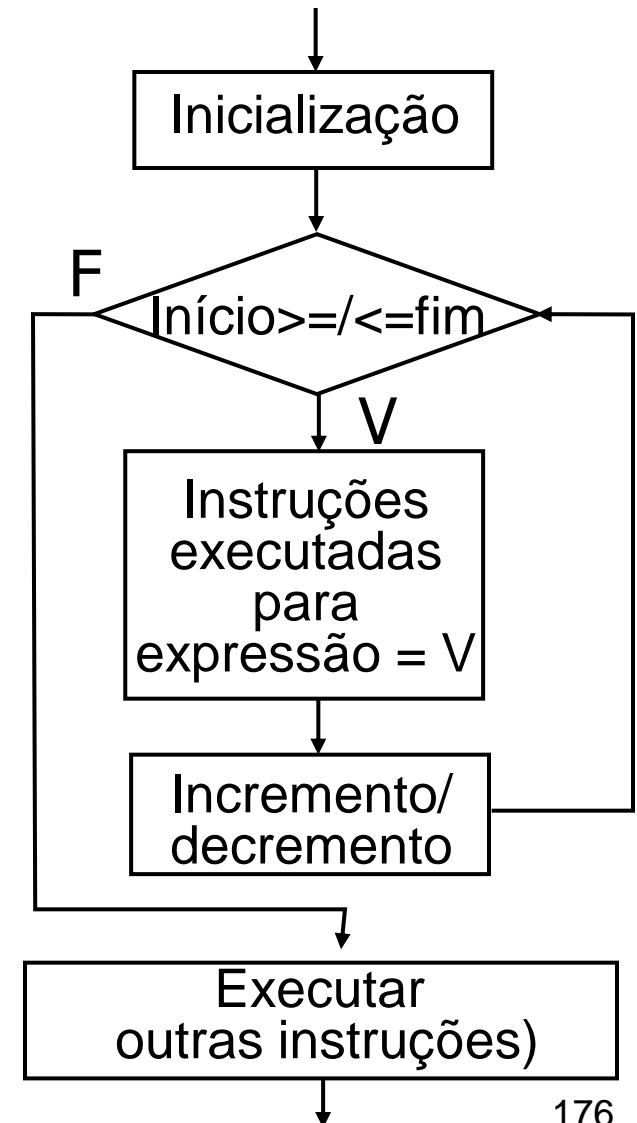 Inicialização
F
Início>=/<=fim
V
Instruções
executadas
para
expressão = V
Incremento/
decremento
Executar
outras instruções)
176